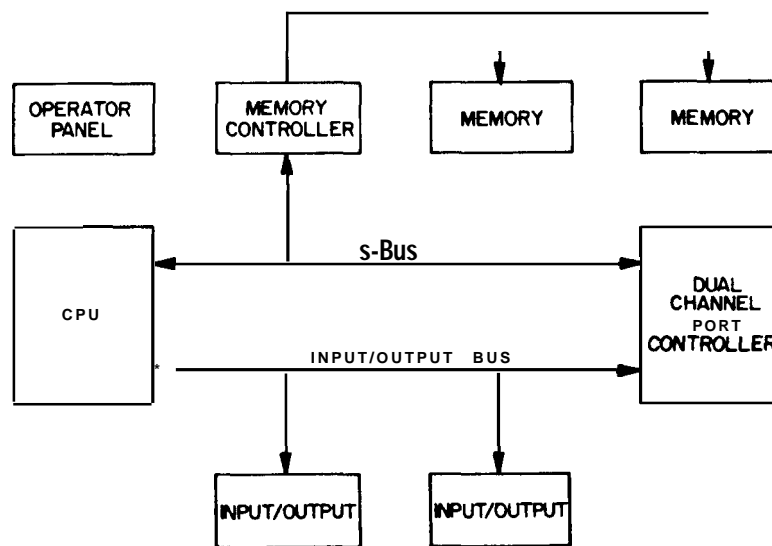 OPERATOR
PANEL
MEMORY
CONTROLLER
MEMORY
MEMORY
s-Bus
CPU
DUAL
CHANNEL
PORT
CONTROLLER
*
INPUT/OUTPUT BUS
INPUT/OUTPUT
INPUT/OUTPUT